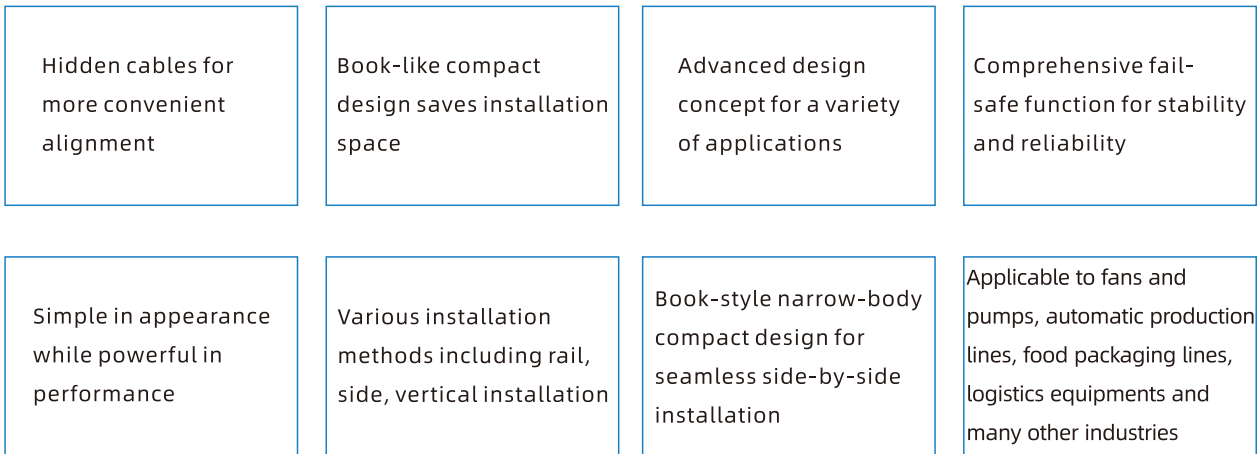 Hidden cables for
more convenient
alignment
Book-like compact
design saves installation
space
Advanced design
concept for a variety
of applications
Comprehensive fail-
safe function for stability
and reliability
Simple in appearance
while powerful in
performance
Various installation
methods including rail,
side, vertical installation
Book-style narrow-body
compact design for
seamless side-by-side
installation
Applicable to fans and
pumps, automatic production
lines, food packaging lines,
logistics equipments and
many other industries